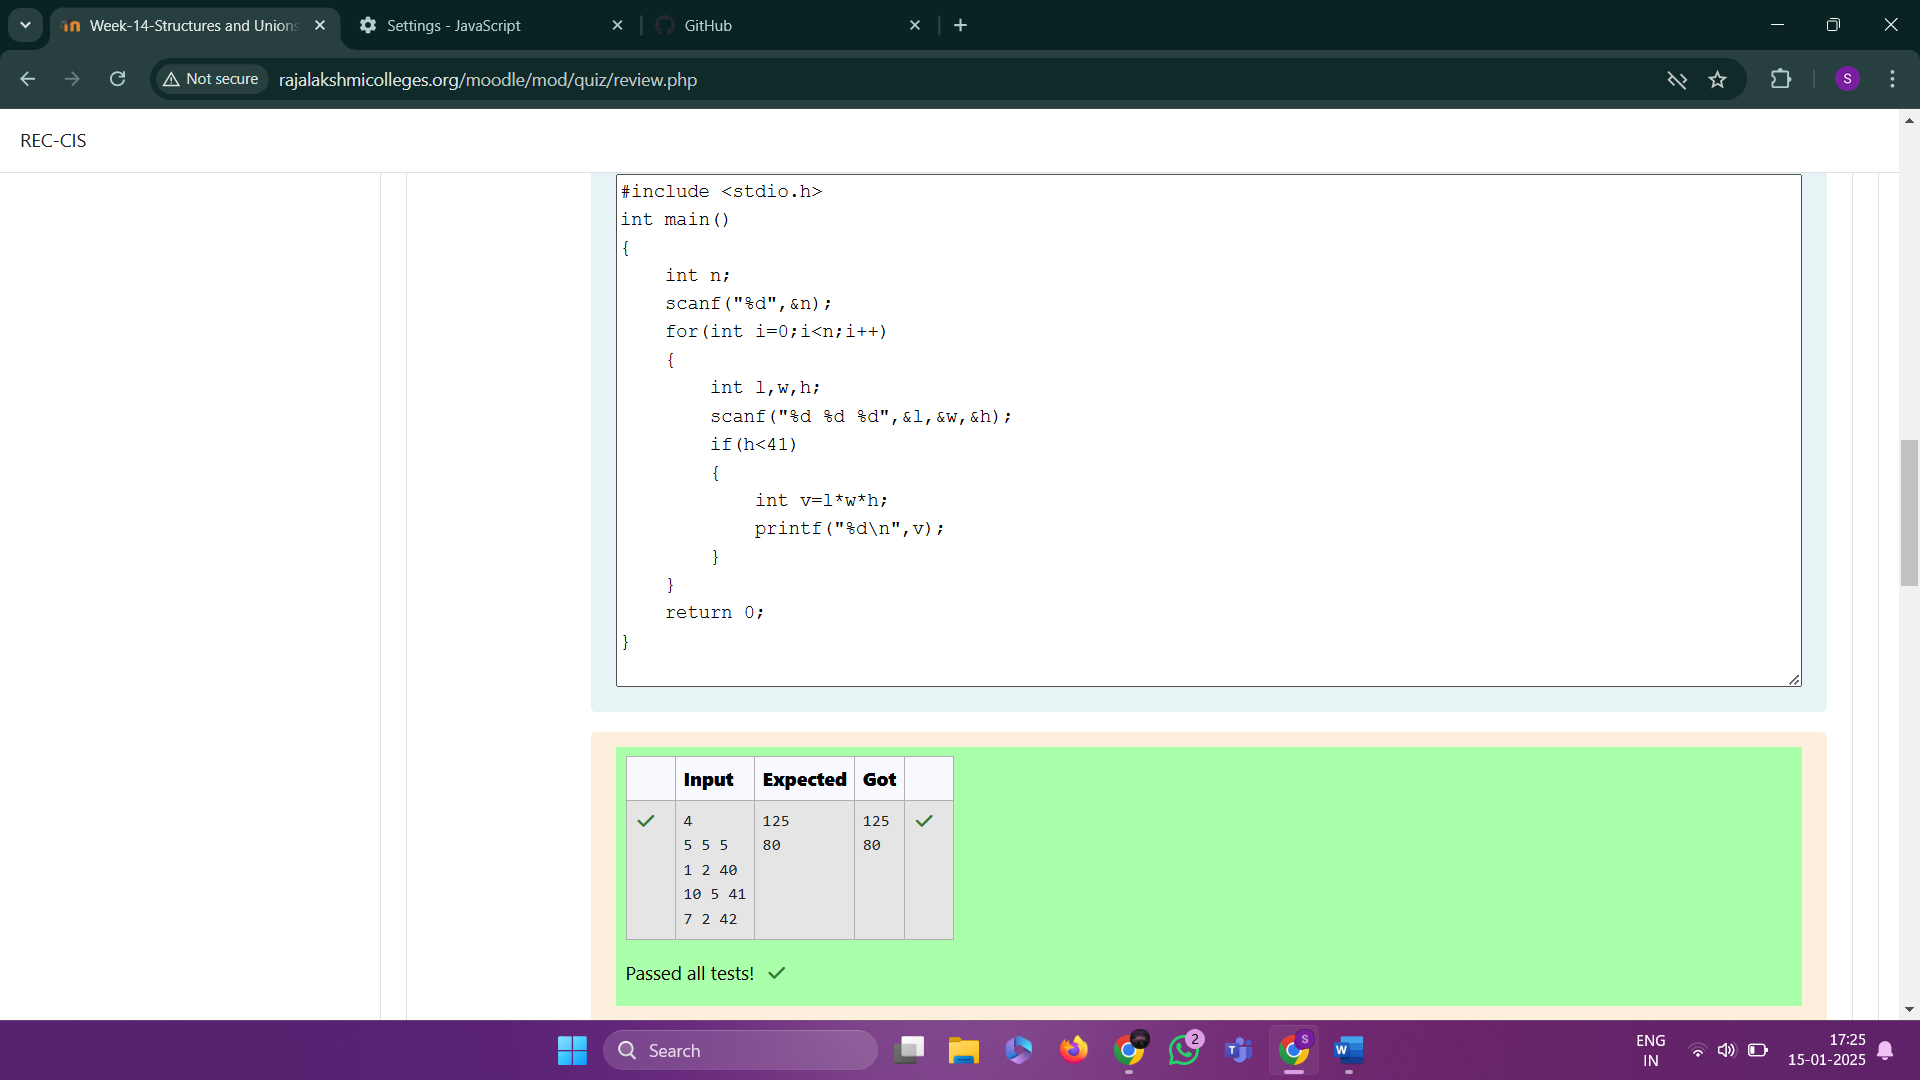 Week-14-Structures and Unions
Settings - JavaScript
GitHub
Not secure
rajalakshmicolleges.org/moodle/mod/quiz/review.php
S
REC-CIS
#include <stdio.h>
int main()
{
    int n;
    scanf("%d",&n);
    for(int i=0;i<n;i++)
    {
        int l,w,h;
        scanf("%d %d %d",&l,&w,&h);
        if(h<41)
        {
            int v=l*w*h;
            printf("%d\n",v);
        }
    }
    return 0;
}
Input Expected Got
4 125 125
5 5 5 80 80
1 2 40
10 5 41
7 2 42
Passed all tests!
Search
2
T
S
W
ENG
IN
17:25
15-01-2025